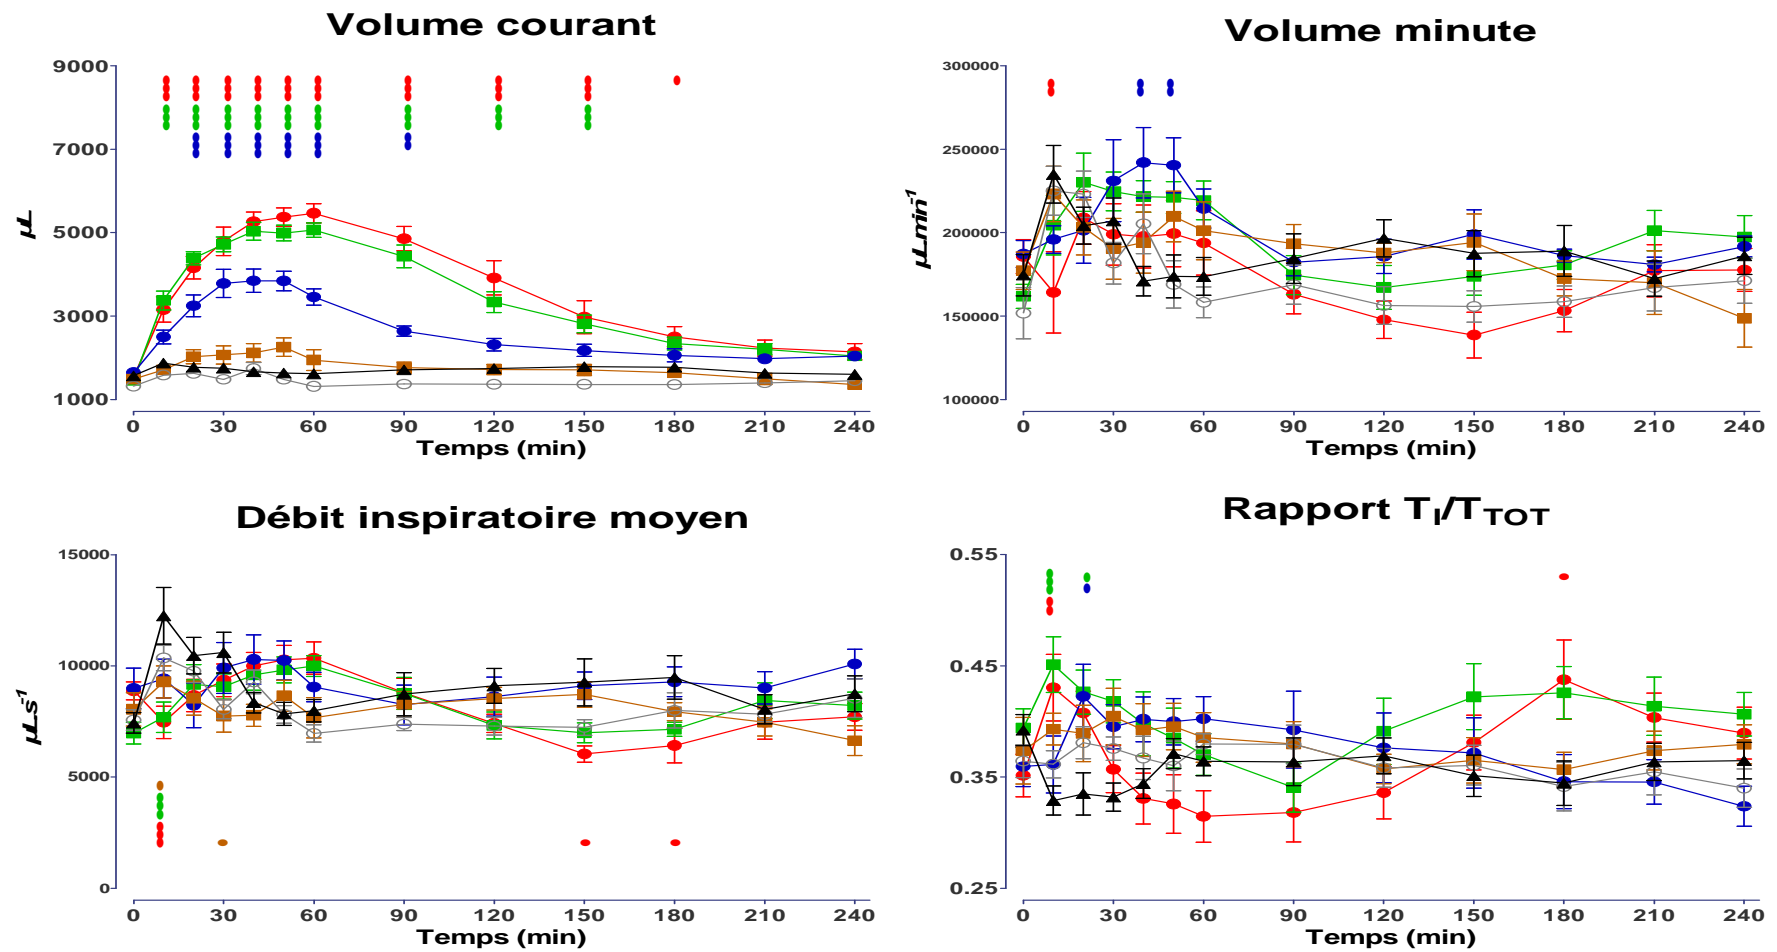 Volume courant
9000
7000
5000
3000
1000
µL
0 30 60 90 120 150 180 210 240
Temps (min)
Volume minute
300000
250000
200000
150000
100000
µL.min-1
0 30 60 90 120 150 180 210 240
Temps (min)
Débit inspiratoire moyen
15000
10000
5000
0
µL.s-1
0 30 60 90 120 150 180 210 240
Temps (min)
Rapport TI/TTOT
0.55
0.45
0.35
0.25
0 30 60 90 120 150 180 210 240
Temps (min)